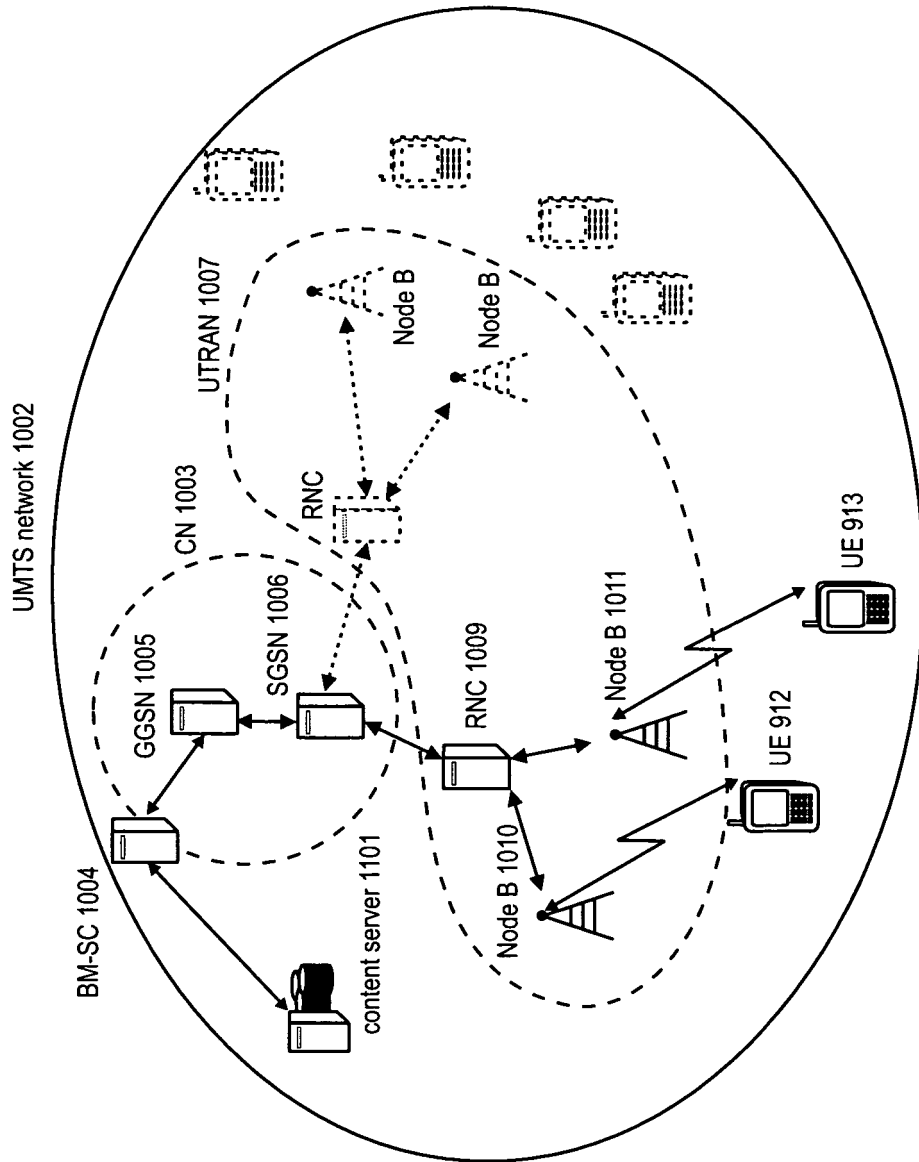 UMTS network 1002
BM-SC 1004
GGSN 1005
CN 1003
UTRAN 1007
SGSN 1006
RNC
Node B
Node B
content server 1101
RNC 1009
Node B 1010
Node B 1011
UE 912
UE 913